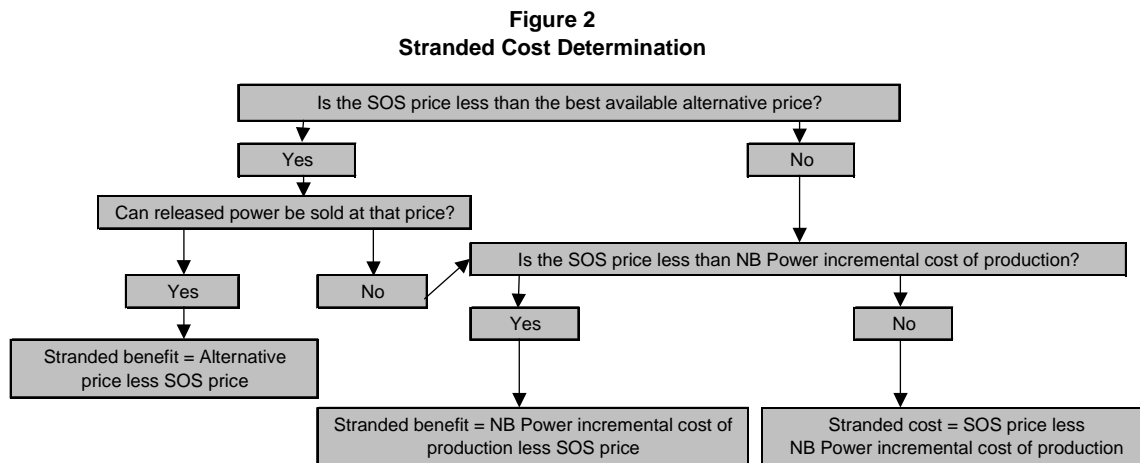 Figure 2
Stranded Cost Determination
Is the SOS price less than the best available alternative price?
Yes
No
Can released power be sold at that price?
Is the SOS price less than NB Power incremental cost of production?
Yes
No
Yes
No
Stranded benefit = Alternative
price less SOS price
Stranded benefit = NB Power incremental cost of
production less SOS price
Stranded cost = SOS price less
NB Power incremental cost of production